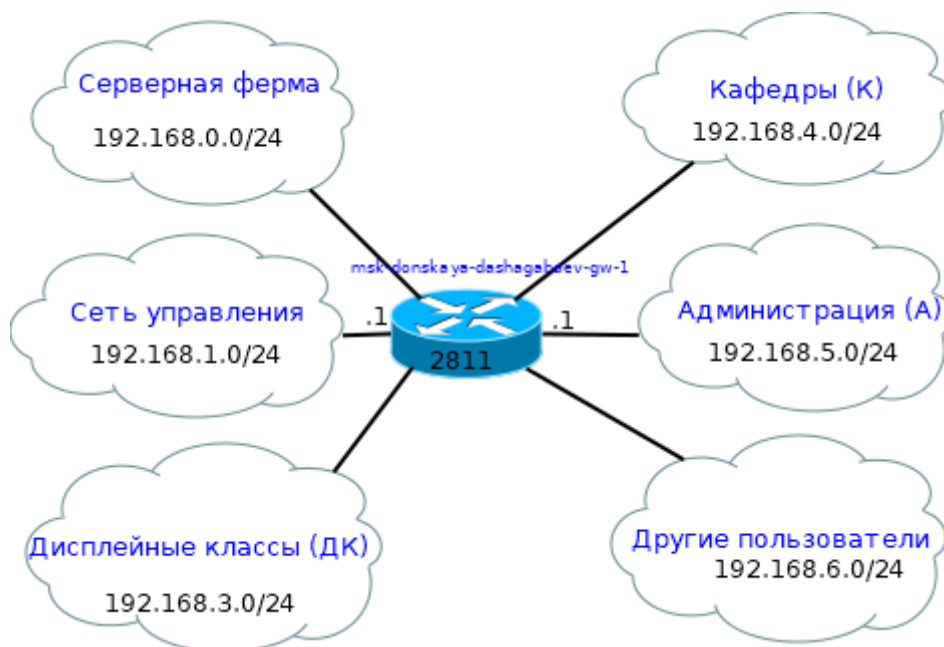 Серверная ферма
192.168.0.0/24
Кафедры (К)
192.168.4.0/24
msk-donskaya-dashagabaev-gw-1
Сеть управления
192.168.1.0/24
.1
.1
2811
Администрация (А)
192.168.5.0/24
Дисплейные классы (ДК)
192.168.3.0/24
Другие пользователи
192.168.6.0/24